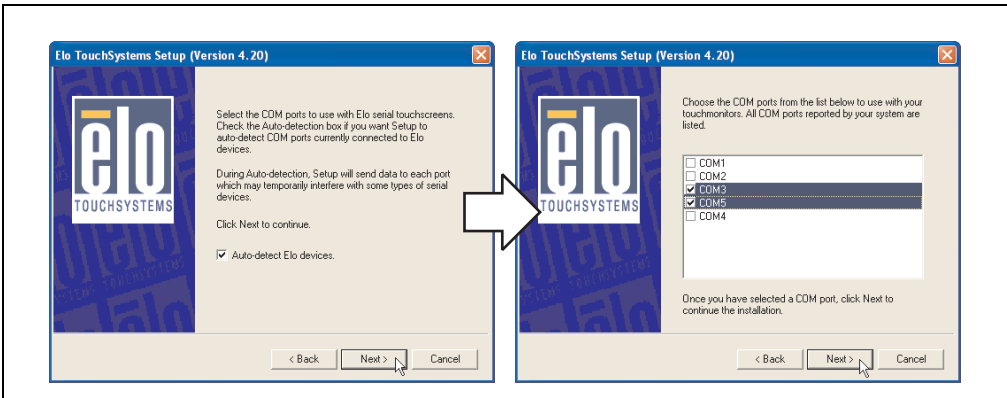 Elo TouchSystems Setup (Version 4.20)
elo
TOUCHSYSTEMS
Select the COM ports to use with Elo serial touchscreens.
Check the Auto-detection box if you want Setup to
auto-detect COM ports currently connected to Elo
devices.
During Auto-detection, Setup will send data to each port
which may temporarily interfere with some types of serial
devices.
Click Next to continue.
Auto-detect Elo devices.
< Back
Next >
Cancel
Elo TouchSystems Setup (Version 4.20)
elo
TOUCHSYSTEMS
Choose the COM ports from the list below to use with your
touchmonitors. All COM ports reported by your system are
listed.
COM1
COM2
COM3
COM5
COM4
Once you have selected a COM port, click Next to
continue the installation.
< Back
Next >
Cancel